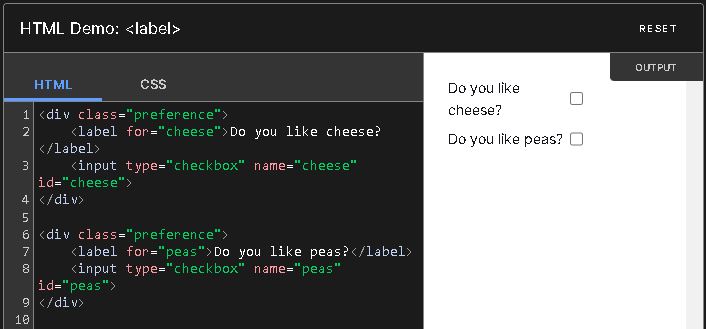 HTML Demo: <label>
RESET
HTML
CSS
OUTPUT
1 <div class="preference">
2     <label for="cheese">Do you like cheese?
</label>
3     <input type="checkbox" name="cheese"
id="cheese">
4 </div>
5
6 <div class="preference">
7     <label for="peas">Do you like peas?</label>
8     <input type="checkbox" name="peas"
id="peas">
9 </div>
10
Do you like
cheese?
Do you like peas?